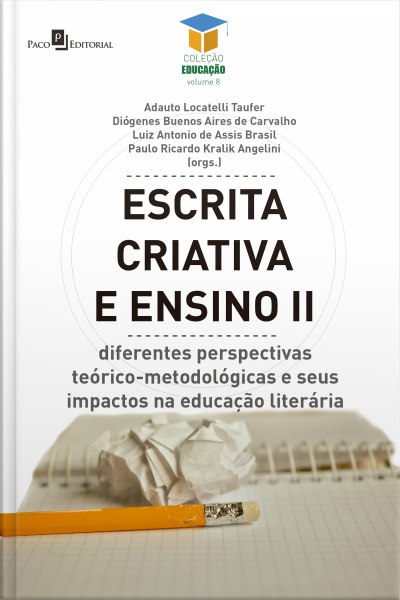 PACO EDITORIAL
COLEÇÃO
EDUCAÇÃO
volume 8
Adauto Locatelli Taufer
Diógenes Buenos Aires de Carvalho
Luiz Antonio de Assis Brasil
Paulo Ricardo Kralik Angelini
(orgs.)
ESCRITA
CRIATIVA
E ENSINO II
diferentes perspectivas
teórico-metodológicas e seus
impactos na educação literária